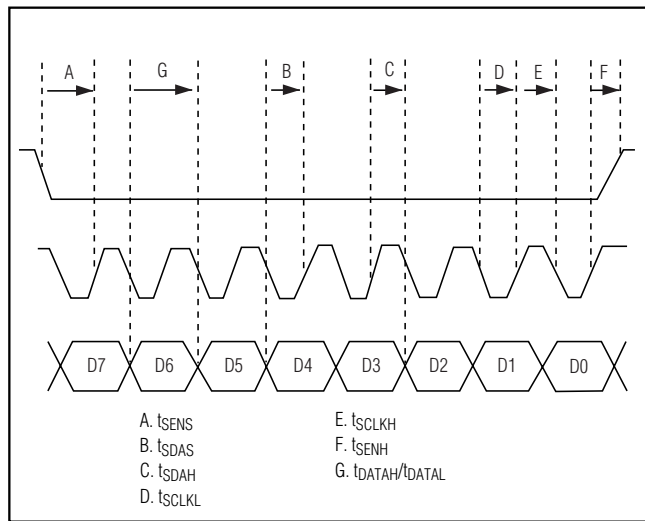 A G B C D E F
D7 D6 D5 D4 D3 D2 D1 D0
A. tSENS
B. tSDAS
C. tSDAH
D. tSCLKL
E. tSCLKH
F. tSENH
G. tDATAH/tDATAL